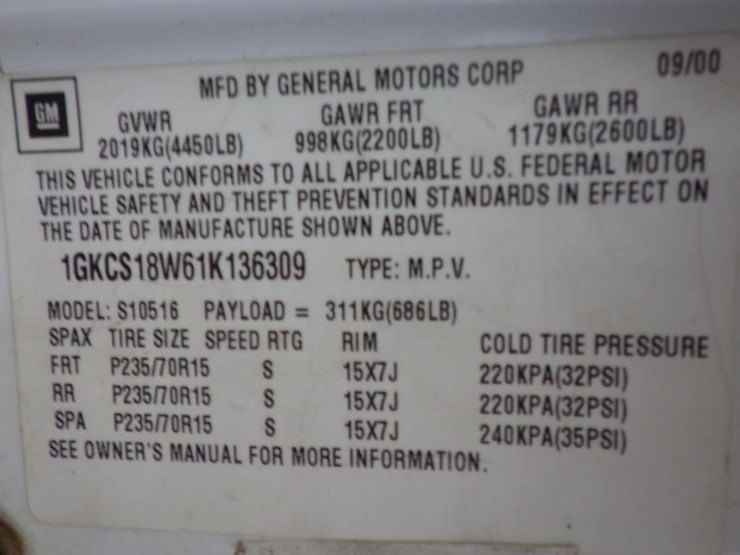 MFD BY GENERAL MOTORS CORP 09/00
GM
GVWR GAWR FRT GAWR RR
2019KG(4450LB) 998KG(2200LB) 1179KG(2600LB)
THIS VEHICLE CONFORMS TO ALL APPLICABLE U.S. FEDERAL MOTOR
VEHICLE SAFETY AND THEFT PREVENTION STANDARDS IN EFFECT ON
THE DATE OF MANUFACTURE SHOWN ABOVE.
1GKCS18W61K136309 TYPE: M.P.V.
MODEL: S10516 PAYLOAD = 311KG(686LB)
SPAX TIRE SIZE SPEED RTG RIM COLD TIRE PRESSURE
FRT P235/70R15 S 15X7J 220KPA(32PSI)
RR P235/70R15 S 15X7J 220KPA(32PSI)
SPA P235/70R15 S 15X7J 240KPA(35PSI)
SEE OWNER'S MANUAL FOR MORE INFORMATION.